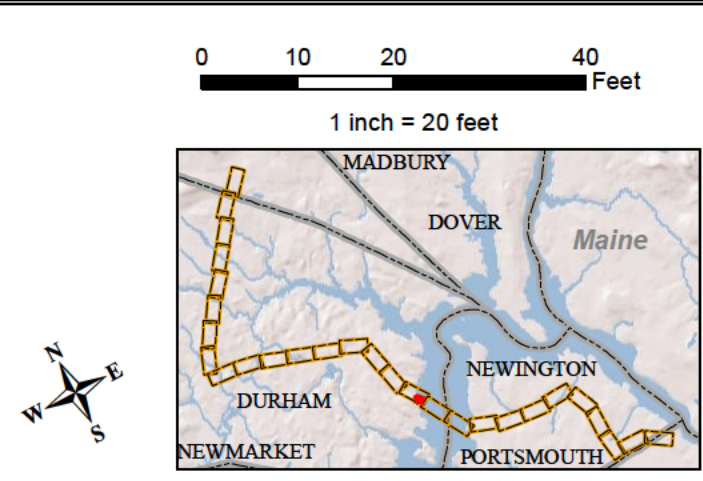 0 10 20 40
Feet
1 inch = 20 feet
MADBURY
DOVER
Maine
NEWINGTON
DURHAM
NEWMARKET
PORTSMOUTH
N
E
W
S